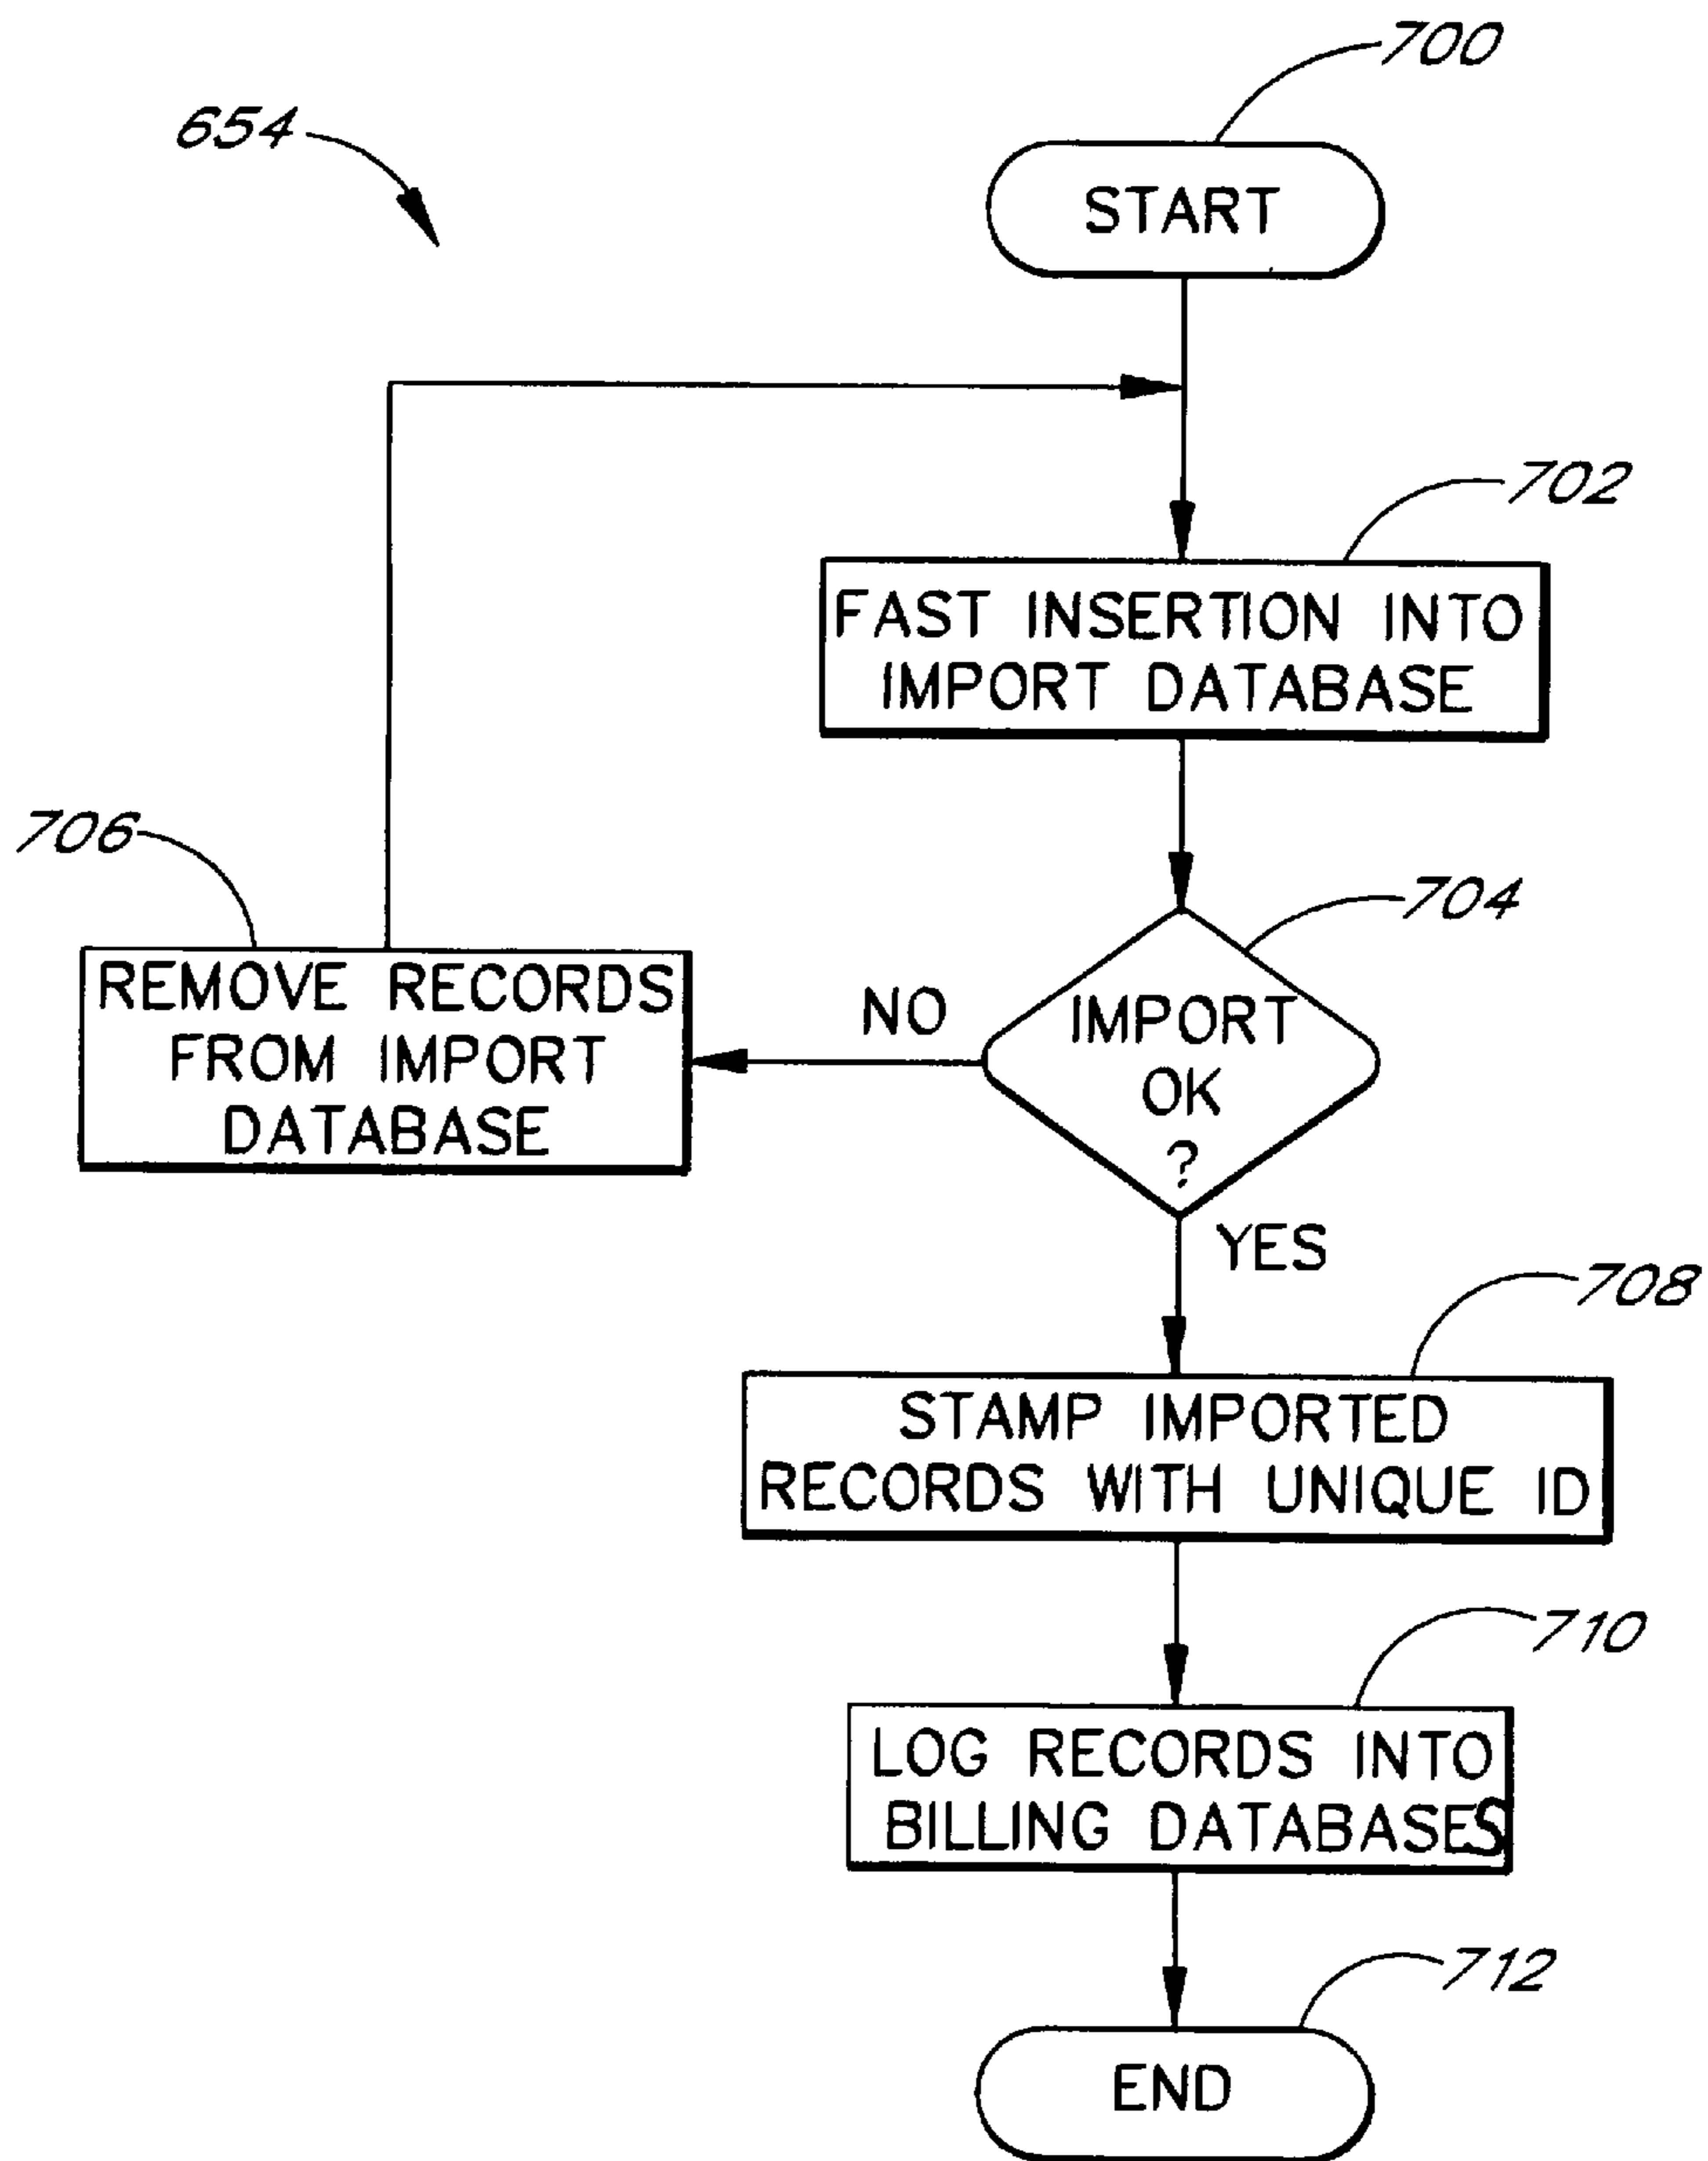 700
654
START
702
FAST INSERTION INTO
IMPORT DATABASE
706
704
REMOVE RECORDS
FROM IMPORT
DATABASE
NO
IMPORT
OK
?
YES
708
STAMP IMPORTED
RECORDS WITH UNIQUE ID
710
LOG RECORDS INTO
BILLING DATABASES
712
END